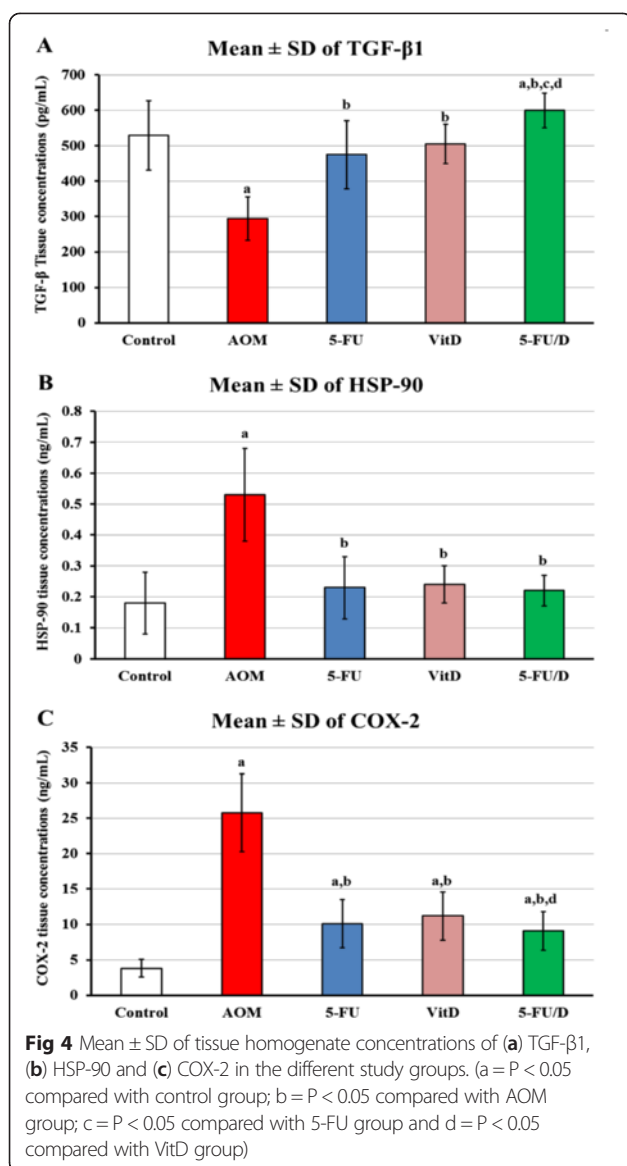 A
Mean ± SD of TGF-β1
TGF-β Tissue concentrations (pg/mL)
700
600
500
400
300
200
100
0
a
b
b
a,b,c,d
Control AOM 5-FU VitD 5-FU/D
B
Mean ± SD of HSP-90
HSP-90 tissue concentrations (ng/mL)
0.8
0.7
0.6
0.5
0.4
0.3
0.2
0.1
0
a
b
b
b
Control AOM 5-FU VitD 5-FU/D
C
Mean ± SD of COX-2
COX-2 tissue concentrations (ng/mL)
35
30
25
20
15
10
5
0
a
a,b
a,b
a,b,d
Control AOM 5-FU VitD 5-FU/D
Fig 4 Mean ± SD of tissue homogenate concentrations of (a) TGF-β1,
(b) HSP-90 and (c) COX-2 in the different study groups. (a = P < 0.05
compared with control group; b = P < 0.05 compared with AOM
group; c = P < 0.05 compared with 5-FU group and d = P < 0.05
compared with VitD group)